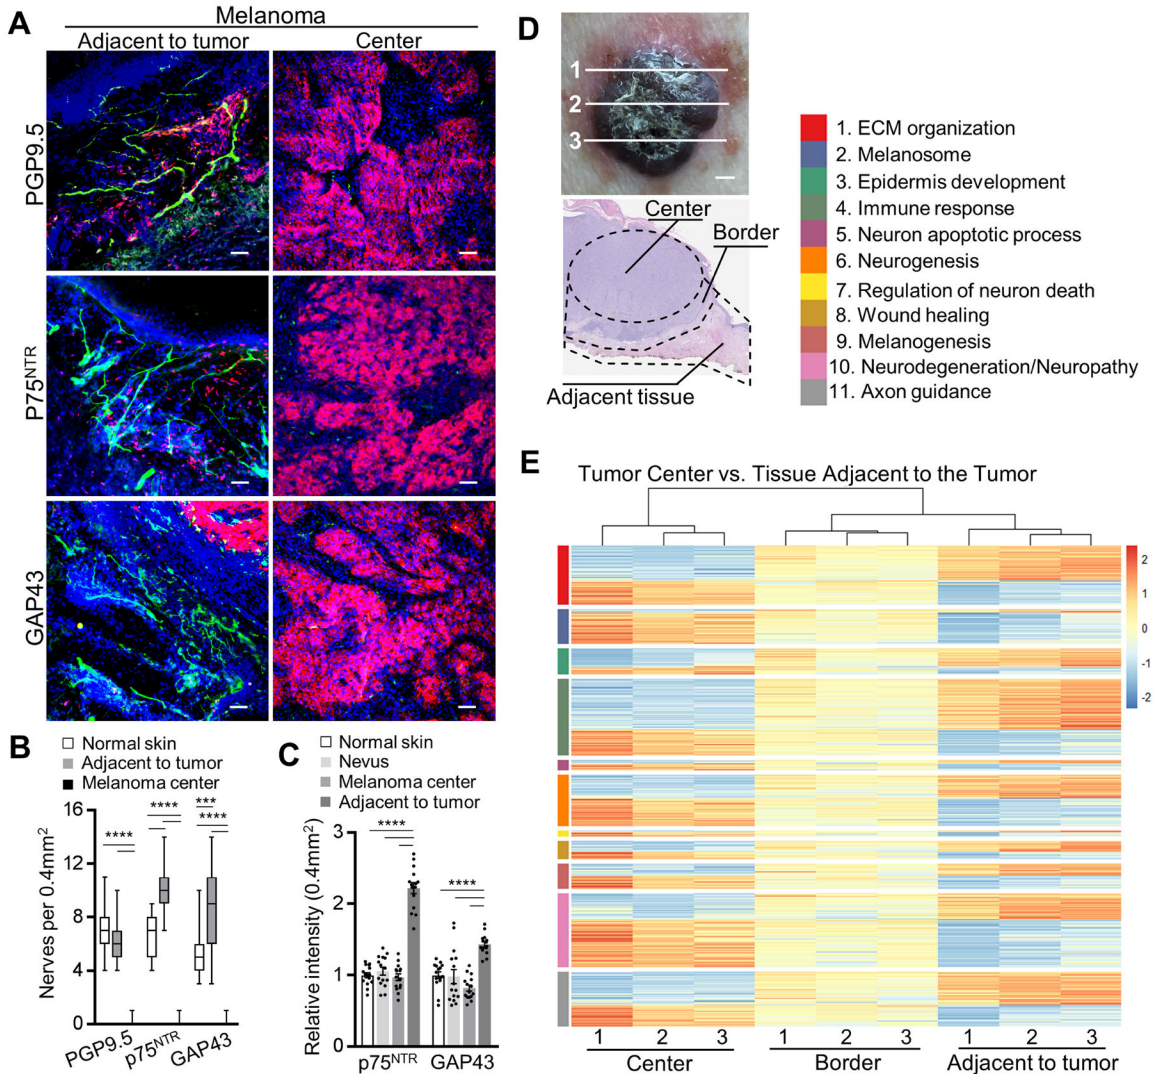 A
Melanoma
Adjacent to tumor
Center
PGP9.5
P75NTR
GAP43
B
Normal skin
Adjacent to tumor
Melanoma center
Nerves per 0.4mm2
16
12
8
4
0
****
****
***
****
PGP9.5
p75NTR
GAP43
C
Normal skin
Nevus
Melanoma center
Adjacent to tumor
Relative intensity (0.4mm2)
3
2
1
0
****
****
p75NTR
GAP43
D
1
2
3
Center
Border
Adjacent tissue
1. ECM organization
2. Melanosome
3. Epidermis development
4. Immune response
5. Neuron apoptotic process
6. Neurogenesis
7. Regulation of neuron death
8. Wound healing
9. Melanogenesis
10. Neurodegeneration/Neuropathy
11. Axon guidance
E
Tumor Center vs. Tissue Adjacent to the Tumor
2
1
0
-1
-2
1 2 3 1 2 3 1 2 3
Center Border Adjacent to tumor